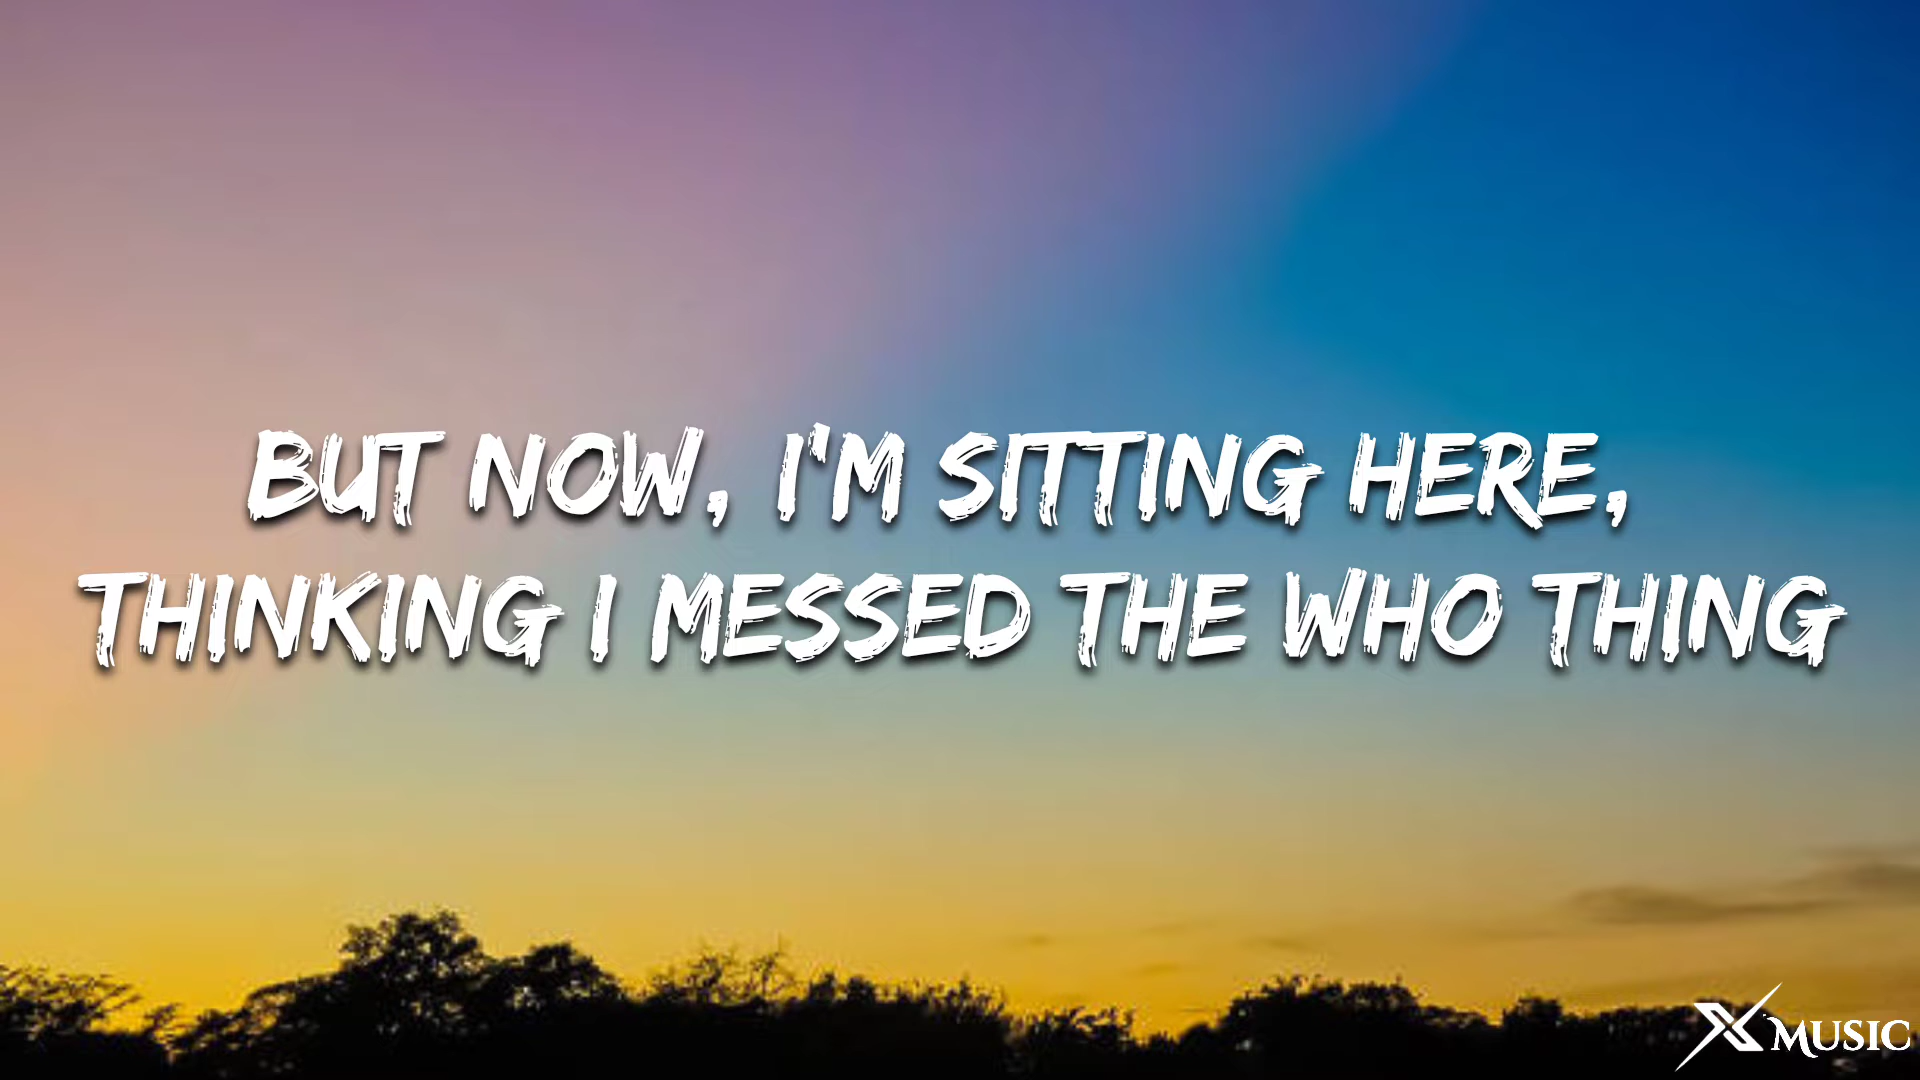 BUT NOW, I'M SITTING HERE,
THINKING I MESSED THE WHO THING
X MUSIC